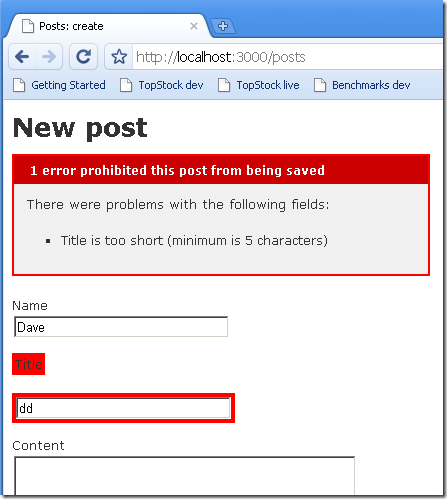 Posts: create
http://localhost:3000/posts
Getting Started TopStock dev TopStock live Benchmarks dev
New post
1 error prohibited this post from being saved
There were problems with the following fields:
Title is too short (minimum is 5 characters)
Name
Dave
Title
dd
Content